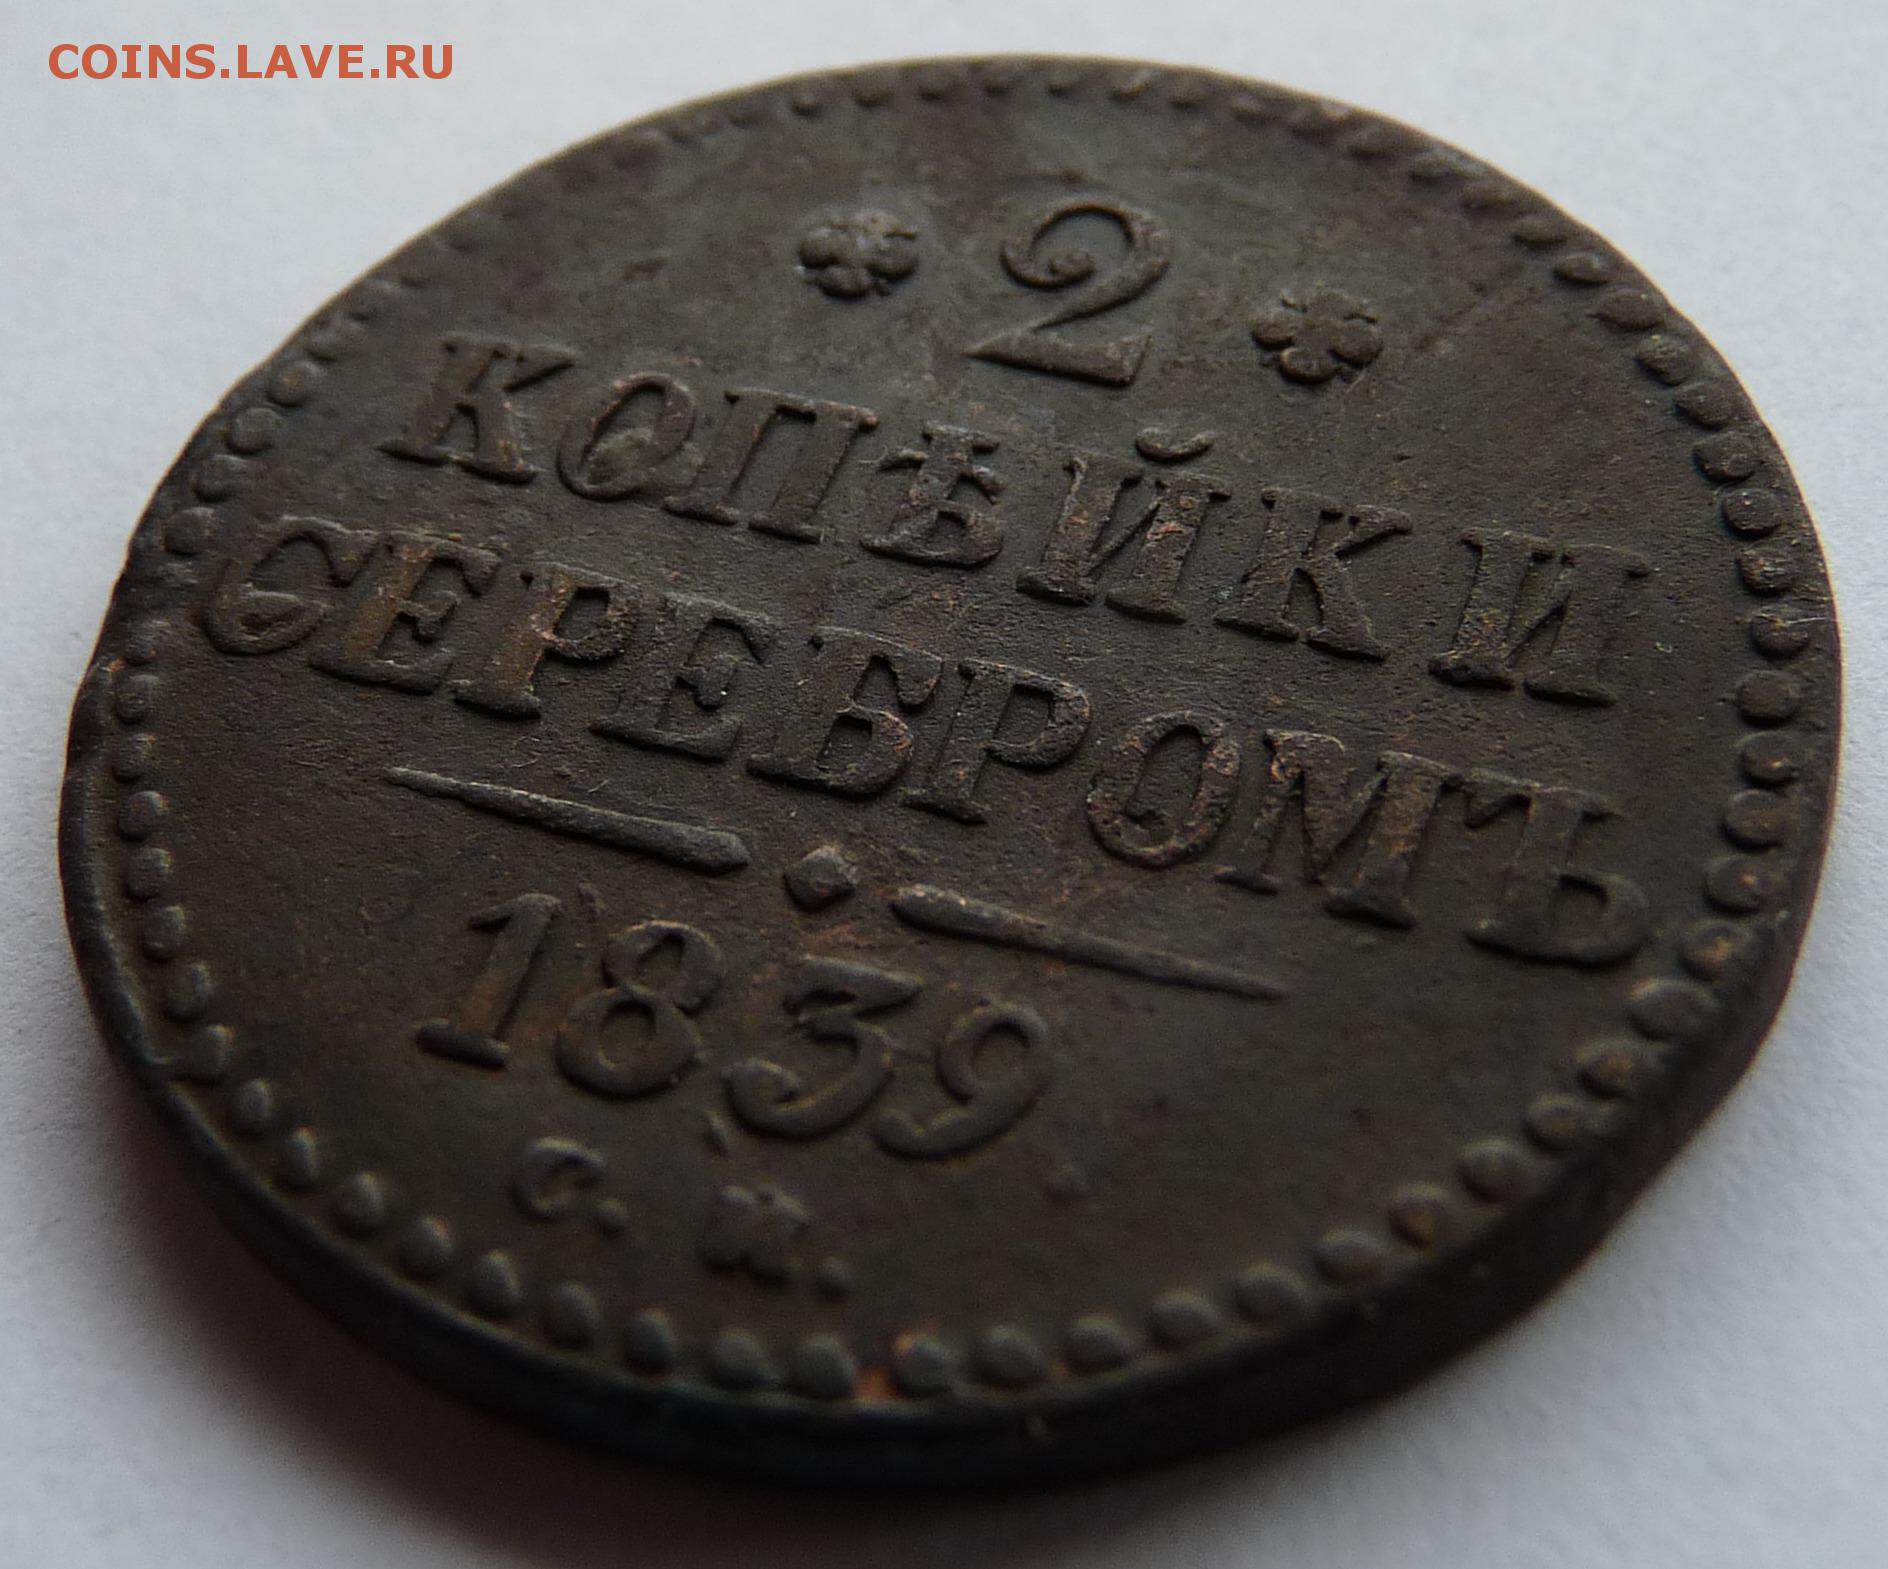 COINS.LAVE.RU
2
КОПѢЙКИ
СЕРЕБРОМЪ
1839
С. М.